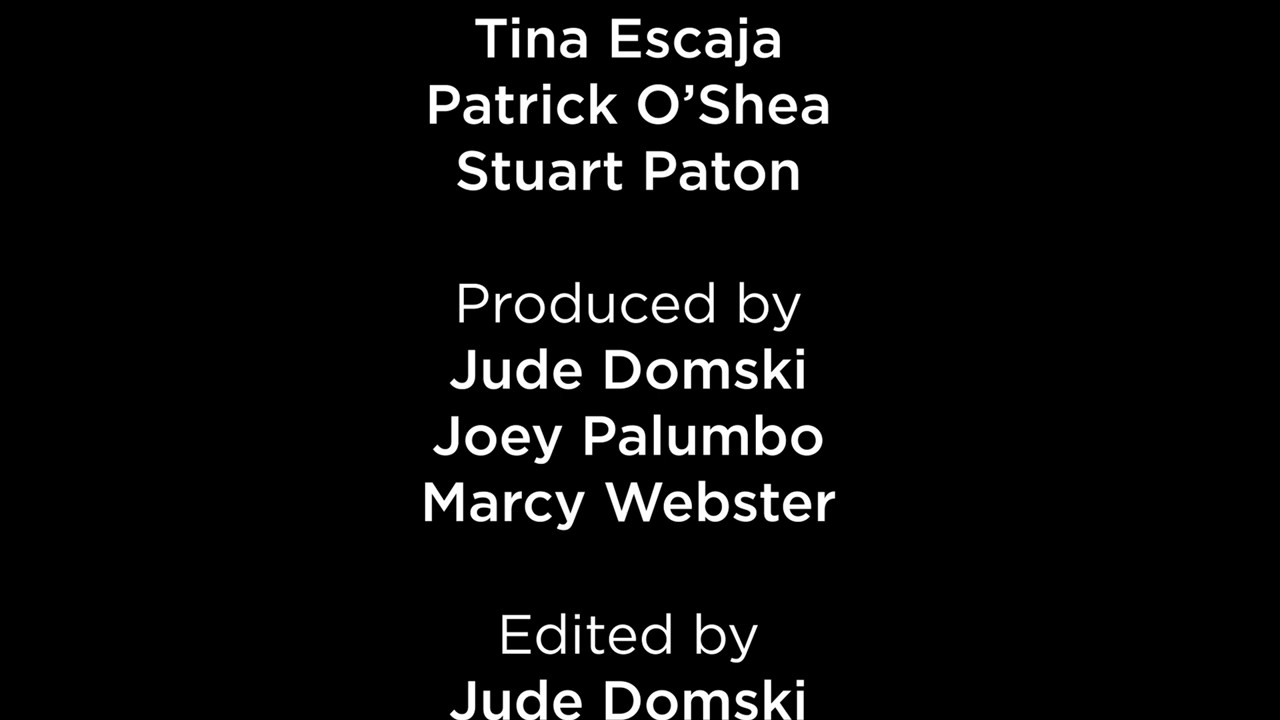 Tina Escaja
Patrick O’Shea
Stuart Paton
Produced by
Jude Domski
Joey Palumbo
Marcy Webster
Edited by
Jude Domski